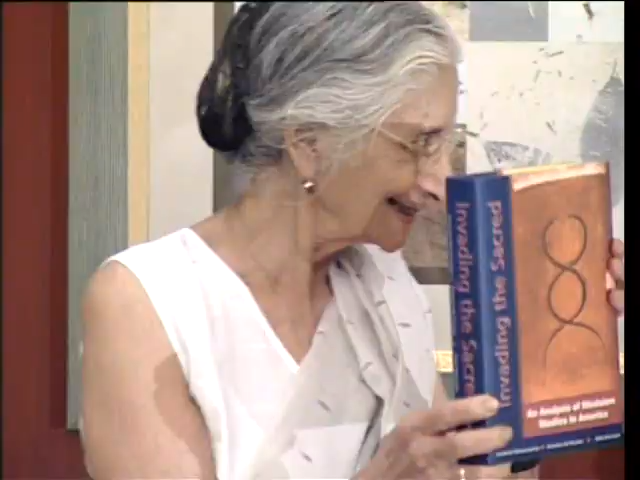 Invading the Sacred
Invading the Sacred
An Analysis of Hinduism
Studies in America